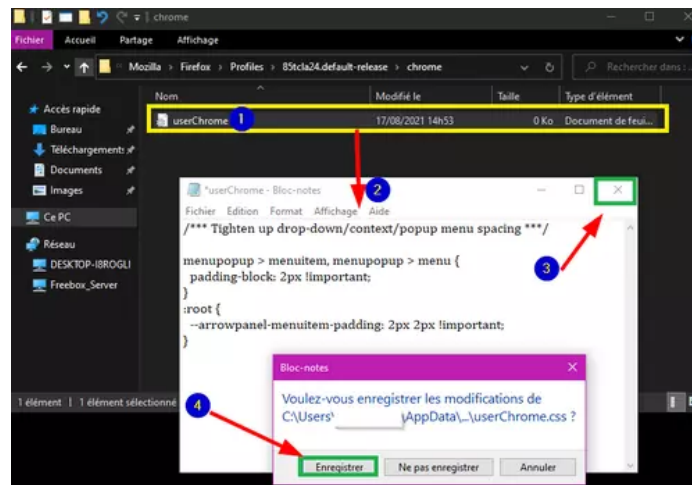 chrome
Fichier Accueil Partage Affichage
Mozilla > Firefox > Profiles > 85tcla24.default-release > chrome
Rechercher dans :
Nom Modifié le Taille Type d'élément
Accès rapide
userChrome 1 17/08/2021 14h53 0 Ko Document de feui...
Bureau
Téléchargements
Documents
Images
Ce PC
Réseau
DESKTOP-I8ROGLI
Freebox_Server
2
*userChrome - Bloc-notes
Fichier Edition Format Affichage Aide
/*** Tighten up drop-down/context/popup menu spacing ***/
3
menupopup > menuitem, menupopup > menu {
padding-block: 2px !important;
}
:root {
--arrowpanel-menuitem-padding: 2px 2px !important;
}
Bloc-notes
Voulez-vous enregistrer les modifications de
C:\Users\ \AppData\...\userChrome.css ?
4
Enregistrer Ne pas enregistrer Annuler
1 élément | 1 élément sélectionné